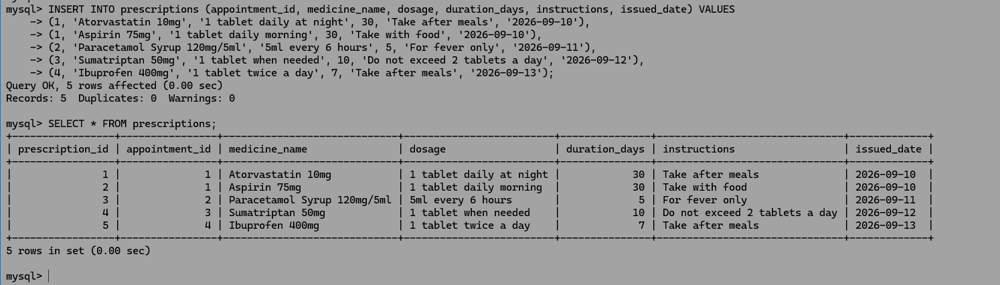 mysql> INSERT INTO prescriptions (appointment_id, medicine_name, dosage, duration_days, instructions, issued_date) VALUES
    -> (1, 'Atorvastatin 10mg', '1 tablet daily at night', 30, 'Take after meals', '2026-09-10'),
    -> (1, 'Aspirin 75mg', '1 tablet daily morning', 30, 'Take with food', '2026-09-10'),
    -> (2, 'Paracetamol Syrup 120mg/5ml', '5ml every 6 hours', 5, 'For fever only', '2026-09-11'),
    -> (3, 'Sumatriptan 50mg', '1 tablet when needed', 10, 'Do not exceed 2 tablets a day', '2026-09-12'),
    -> (4, 'Ibuprofen 400mg', '1 tablet twice a day', 7, 'Take after meals', '2026-09-13');
Query OK, 5 rows affected (0.00 sec)
Records: 5  Duplicates: 0  Warnings: 0

mysql> SELECT * FROM prescriptions;
+-----------------+----------------+-----------------------------+-------------------------+---------------+-------------------------------+-------------+
| prescription_id | appointment_id | medicine_name               | dosage                  | duration_days | instructions                  | issued_date |
+-----------------+----------------+-----------------------------+-------------------------+---------------+-------------------------------+-------------+
|               1 |              1 | Atorvastatin 10mg           | 1 tablet daily at night |            30 | Take after meals              | 2026-09-10  |
|               2 |              1 | Aspirin 75mg                | 1 tablet daily morning  |            30 | Take with food                | 2026-09-10  |
|               3 |              2 | Paracetamol Syrup 120mg/5ml | 5ml every 6 hours       |             5 | For fever only                | 2026-09-11  |
|               4 |              3 | Sumatriptan 50mg            | 1 tablet when needed    |            10 | Do not exceed 2 tablets a day | 2026-09-12  |
|               5 |              4 | Ibuprofen 400mg             | 1 tablet twice a day    |             7 | Take after meals              | 2026-09-13  |
+-----------------+----------------+-----------------------------+-------------------------+---------------+-------------------------------+-------------+
5 rows in set (0.00 sec)

mysql>